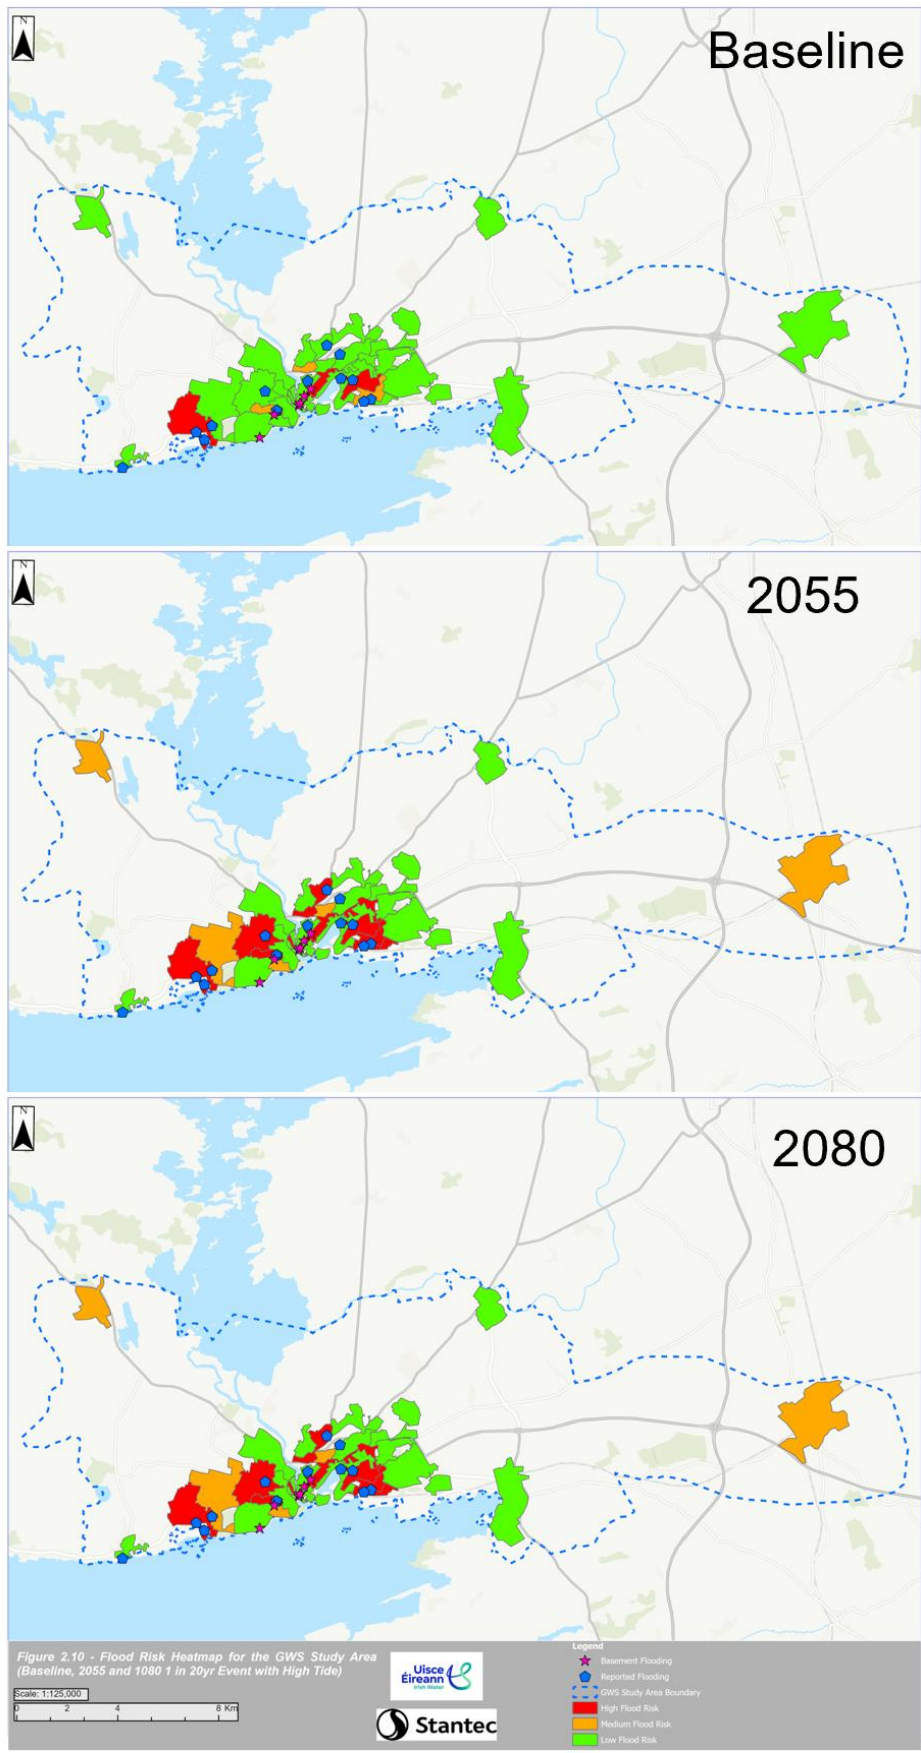 N
Baseline
N
2055
N
2080
Figure 2.10 - Flood Risk Heatmap for the GWS Study Area
(Baseline, 2055 and 1080 1 in 20yr Event with High Tide)
Scale: 1:125,000
0 2 4 8 Km
Uisce
Éireann
Irish Water
Stantec
Legend
Basement Flooding
Reported Flooding
GWS Study Area Boundary
High Flood Risk
Medium Flood Risk
Low Flood Risk